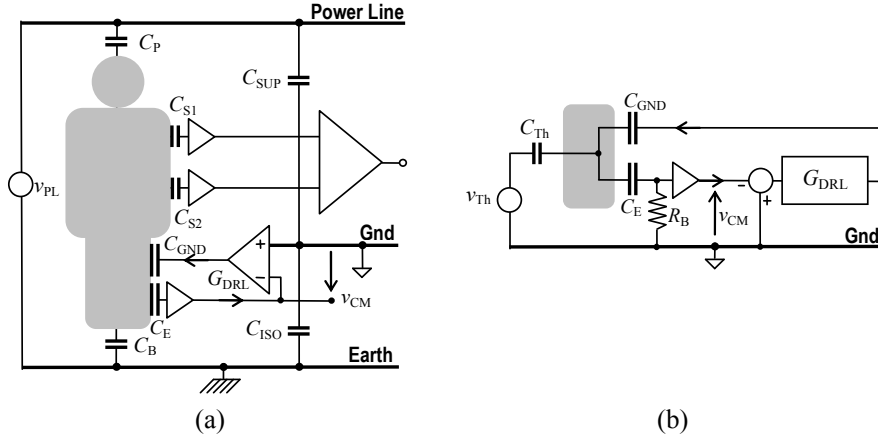 Power Line
C_P
C_SUP
C_S1
v_PL
C_S2
C_GND
Gnd
+
G_DRL
−
v_CM
C_E
C_ISO
C_B
Earth
(a)
C_GND
C_Th
G_DRL
v_Th
-
+
C_E
R_B
v_CM
Gnd
(b)